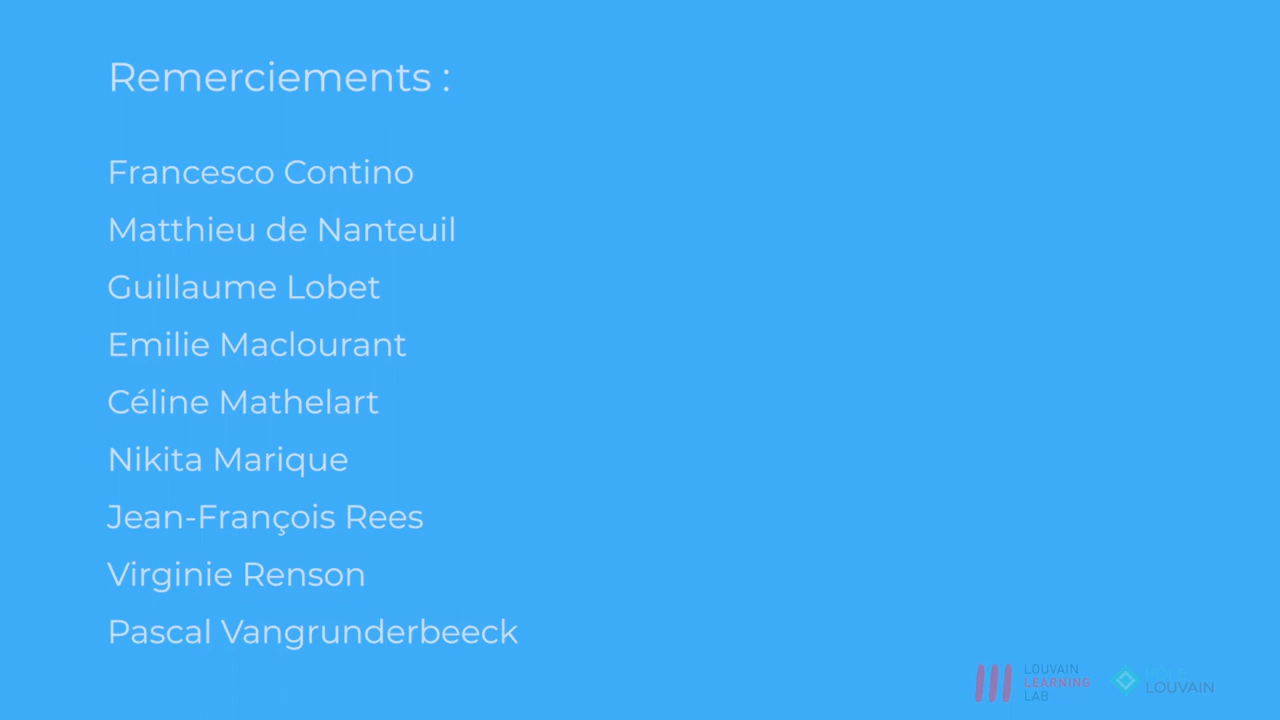 Remerciements :
Francesco Contino
Matthieu de Nanteuil
Guillaume Lobet
Emilie Maclourant
Céline Mathelart
Nikita Marique
Jean-François Rees
Virginie Renson
Pascal Vangrunderbeeck
LOUVAIN
LEARNING
LAB
LOUVAIN